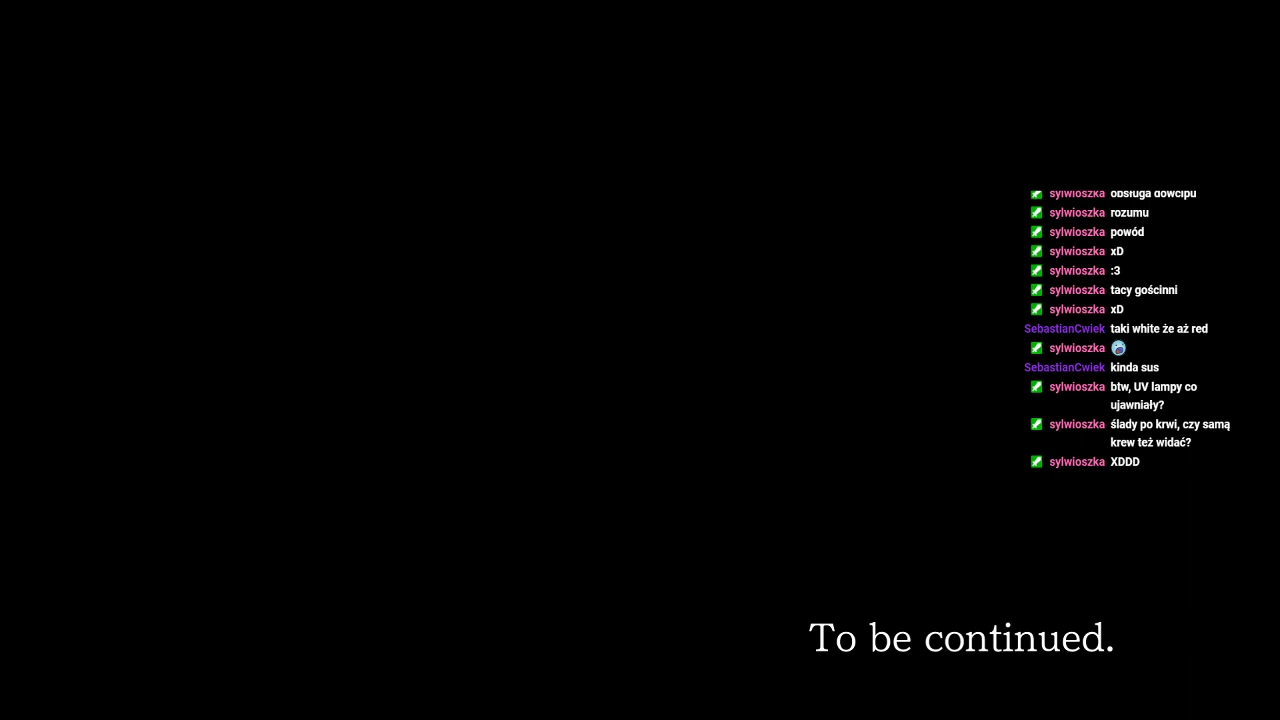 sylwioszka obsługa dowcipu
sylwioszka rozumu
sylwioszka powód
sylwioszka xD
sylwioszka :3
sylwioszka tacy gościnni
sylwioszka xD
SebastianCwiek taki white że aż red
sylwioszka
SebastianCwiek kinda sus
sylwioszka btw, UV lampy co
ujawniały?
sylwioszka ślady po krwi, czy samą
krew też widać?
sylwioszka XDDD
To be continued.